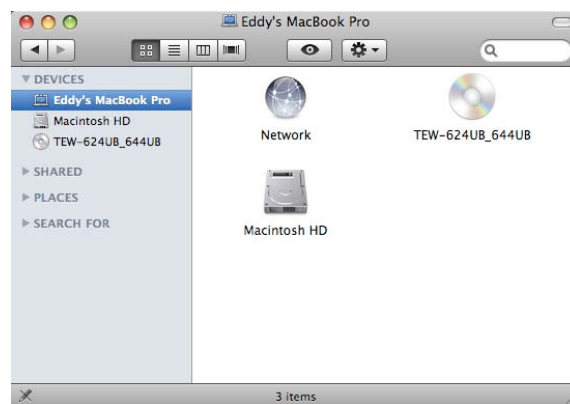 Eddy's MacBook Pro
DEVICES
Eddy's MacBook Pro
Macintosh HD
TEW-624UB_644UB
SHARED
PLACES
SEARCH FOR
Network
TEW-624UB_644UB
Macintosh HD
3 items